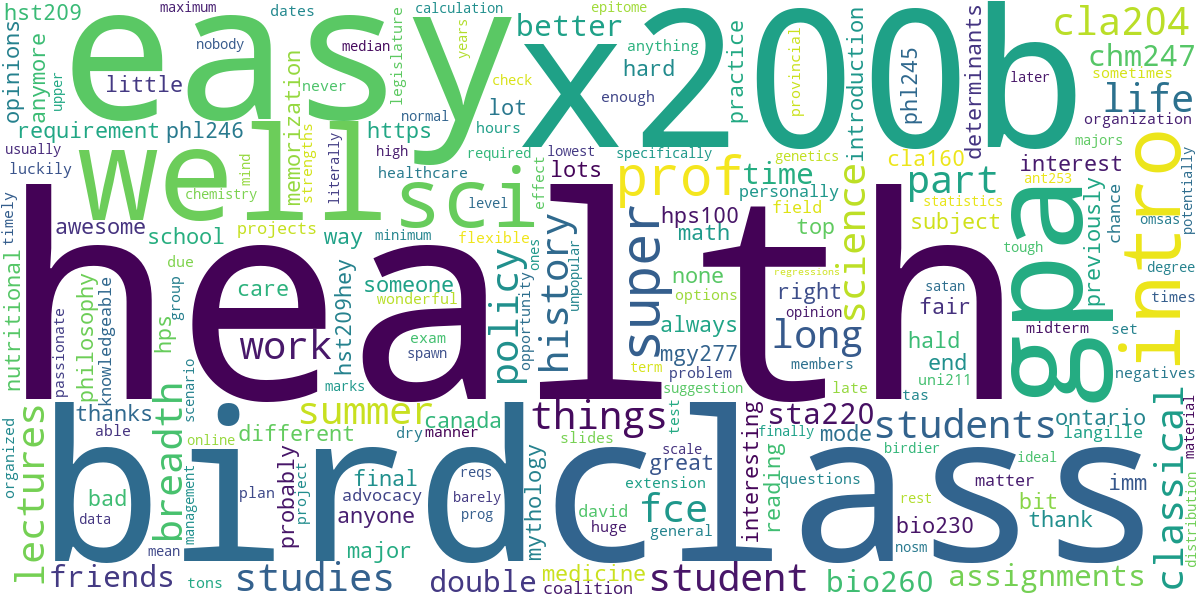 hst209
maximum
dates
calculation
epitome
easy
x200b
cla204
opinions
anymore
upper
nobody
median
legislature
years
better
anything
practice
provincial
later
chm247
sometimes
little
never
check
hard
enough
phl245
determinants
life
organization
requirement
phl246
memorization
strengths
https
normal
lot
hours
introduction
majors
usually
luckily
well
mind
literally
high
required
lowest
specifically
genetics
cla160
interest
intro
potentially
chemistry
healthcare
level
effect
lots
prof
time
personally
part
ant253
statistics
timely
awesome
projects
sci
minimum
flexible
hps100
field
science
subject
previously
chance
omsas
tough
degree
school
way
history
super
math
top
gpa
health
nutritional
philosophy
knowledgeable
passionate
due
group
hps
care
someone
wonderful
policy
ones
opportunity
unpopular
none
options
regressions
right
opinion
satan
fair
times
scenario
work
hst209hey
exam
spawn
always
mgy277
long
members
hald
end
midterm
set
negatives
marks
term
problem
suggestion
late
uni211
tas
lectures
thanks
able
breadth
summer
canada
things
test
sta220
students
ontario
langille
classical
material
organized
different
online
dry
manner
mythology
slides
scale
interesting
finally
mode
birdier
ideal
birdclass
bad
data
mean
management
plan
probably
project
final
advocacy
anyone
reqs
barely
prog
david
huge
extension
great
fce
general
reading
questions
rest
matter
bit
imm
thank
bio230
nosm
distribution
friends
tons
studies
major
double
medicine
coalition
student
bio260
assignments